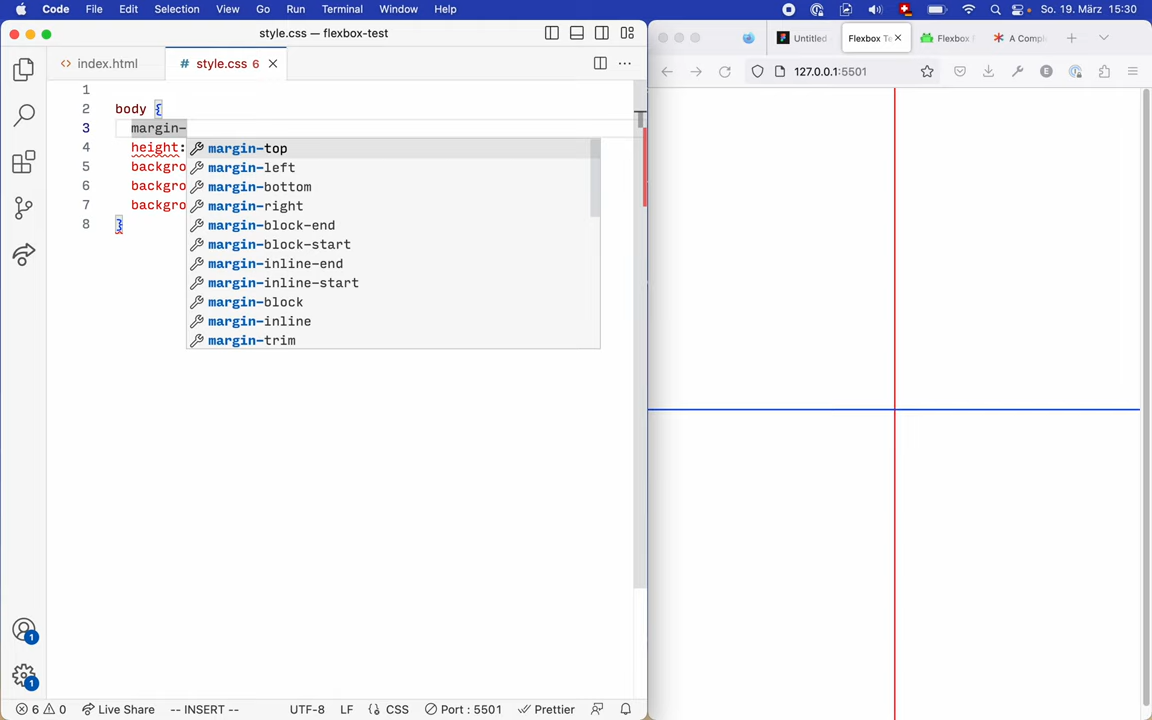 Code File Edit Selection View Go Run Terminal Window Help So. 19. März 15:30
style.css — flexbox-test
<> index.html # style.css 6
1
2 body {
3 margin-
4 height:
5 backgro
6 backgro
7 backgro
8 }
margin-top
margin-left
margin-bottom
margin-right
margin-block-end
margin-block-start
margin-inline-end
margin-inline-start
margin-block
margin-inline
margin-trim
1
1
6 0 Live Share -- INSERT -- UTF-8 LF {} CSS Port : 5501 Prettier
Untitled Flexbox Te Flexbox A Compl
127.0.0.1:5501
E